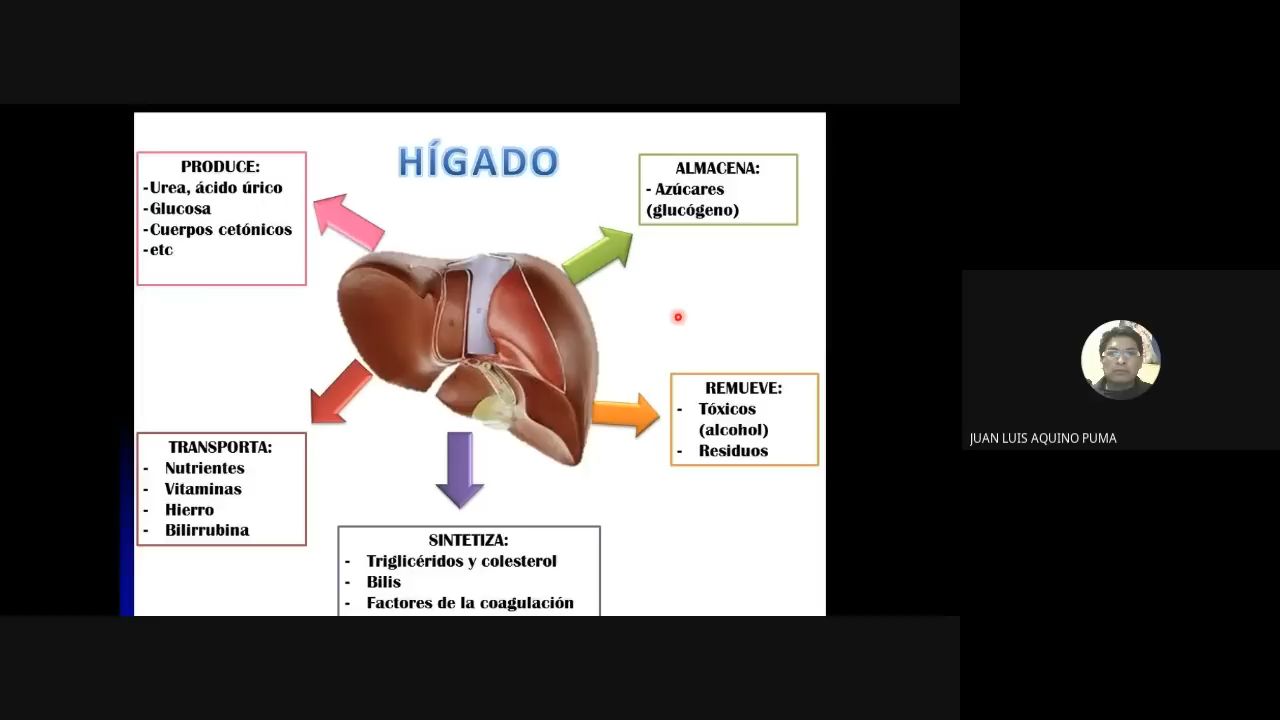 HÍGADO
PRODUCE:
-Urea, ácido úrico
-Glucosa
-Cuerpos cetónicos
-etc
ALMACENA:
- Azúcares
(glucógeno)
REMUEVE:
- Tóxicos
(alcohol)
- Residuos
TRANSPORTA:
- Nutrientes
- Vitaminas
- Hierro
- Bilirrubina
SINTETIZA:
- Triglicéridos y colesterol
- Bilis
- Factores de la coagulación
JUAN LUIS AQUINO PUMA